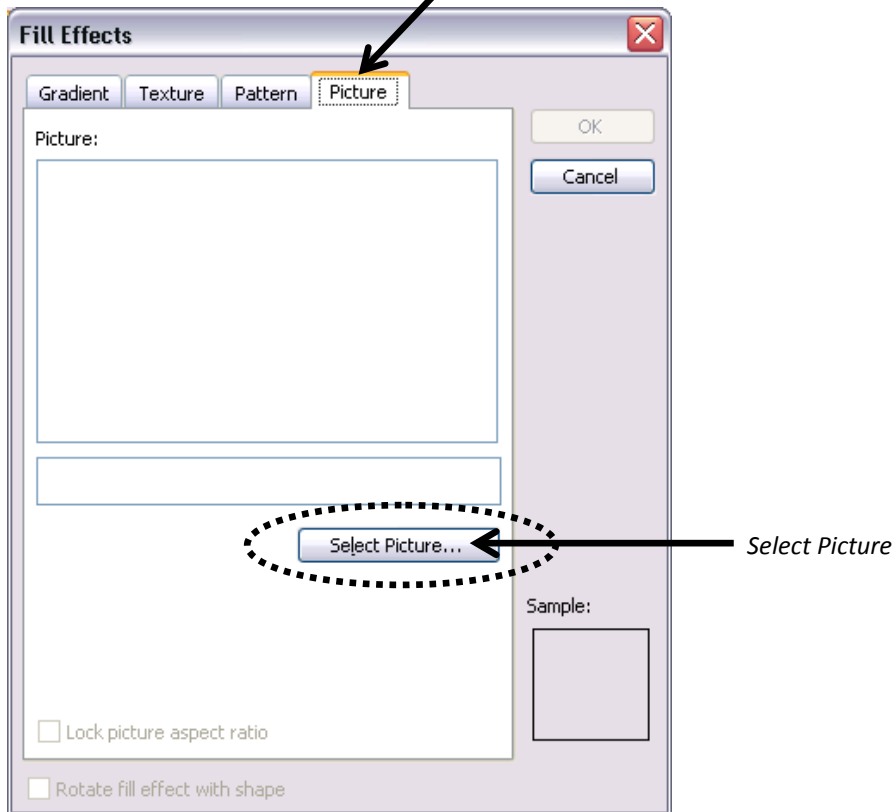 Fill Effects
Gradient Texture Pattern Picture
Picture:
OK
Cancel
Select Picture...
Select Picture
Sample:
Lock picture aspect ratio
Rotate fill effect with shape